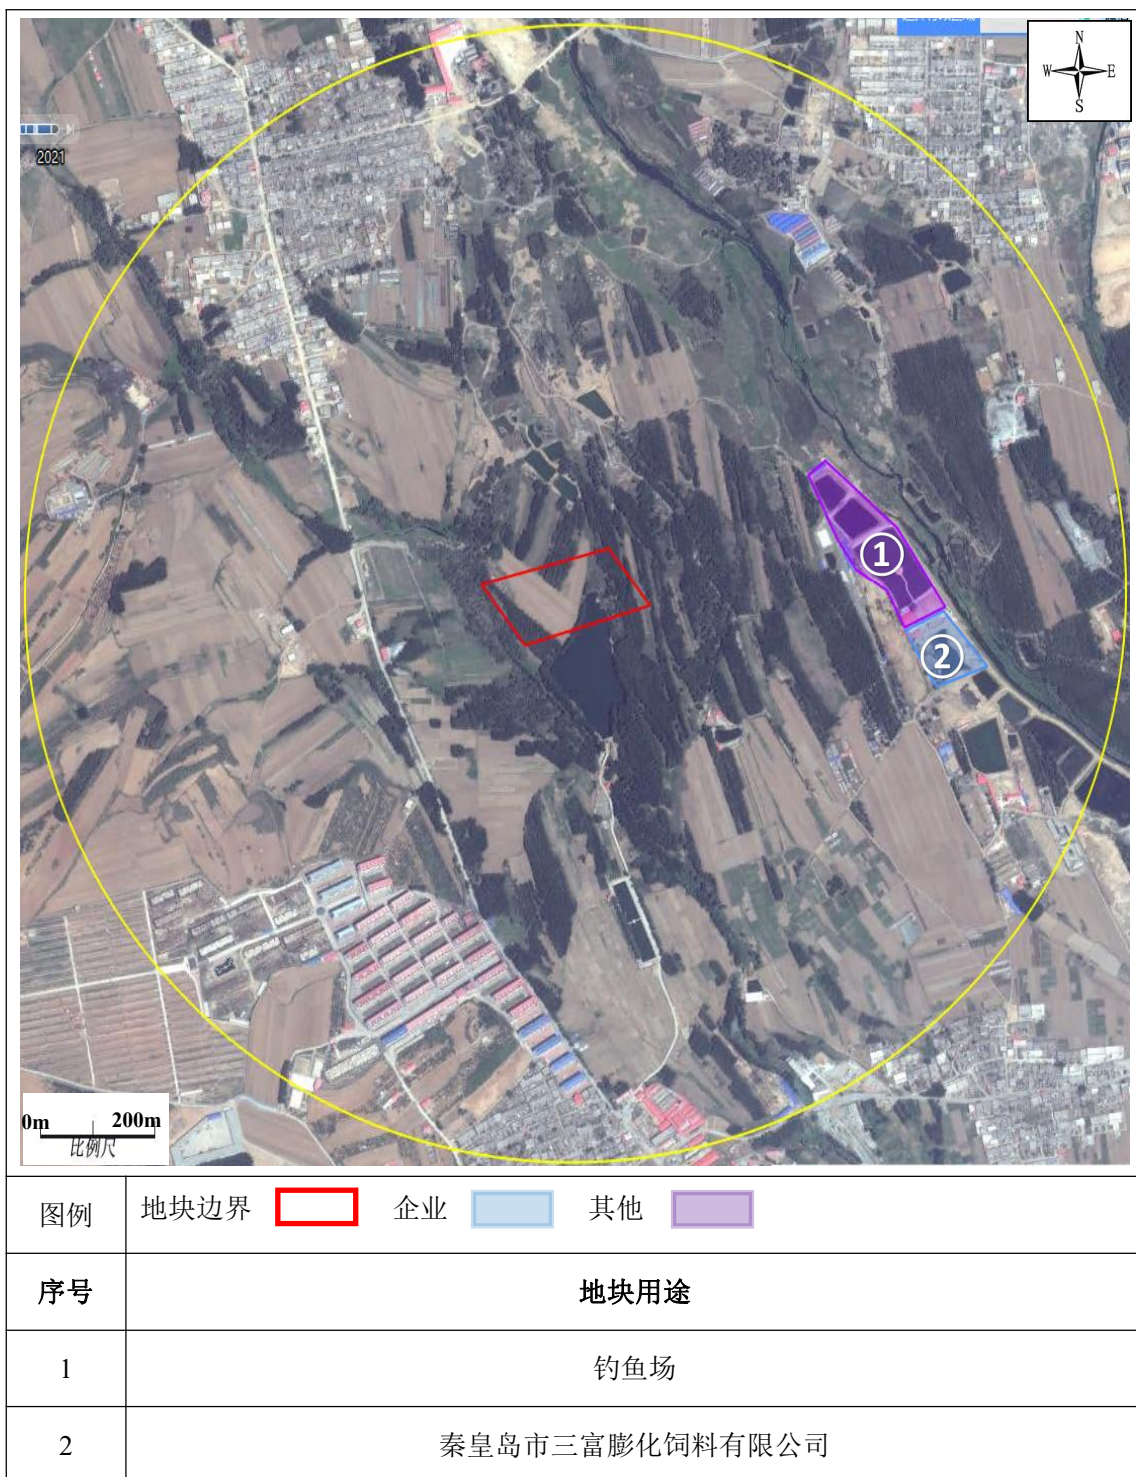 N
W E
S
2021
①
②
0m 200m
比例尺
图例 地块边界 企业 其他
序号 地块用途
1 钓鱼场
2 秦皇岛市三富膨化饲料有限公司